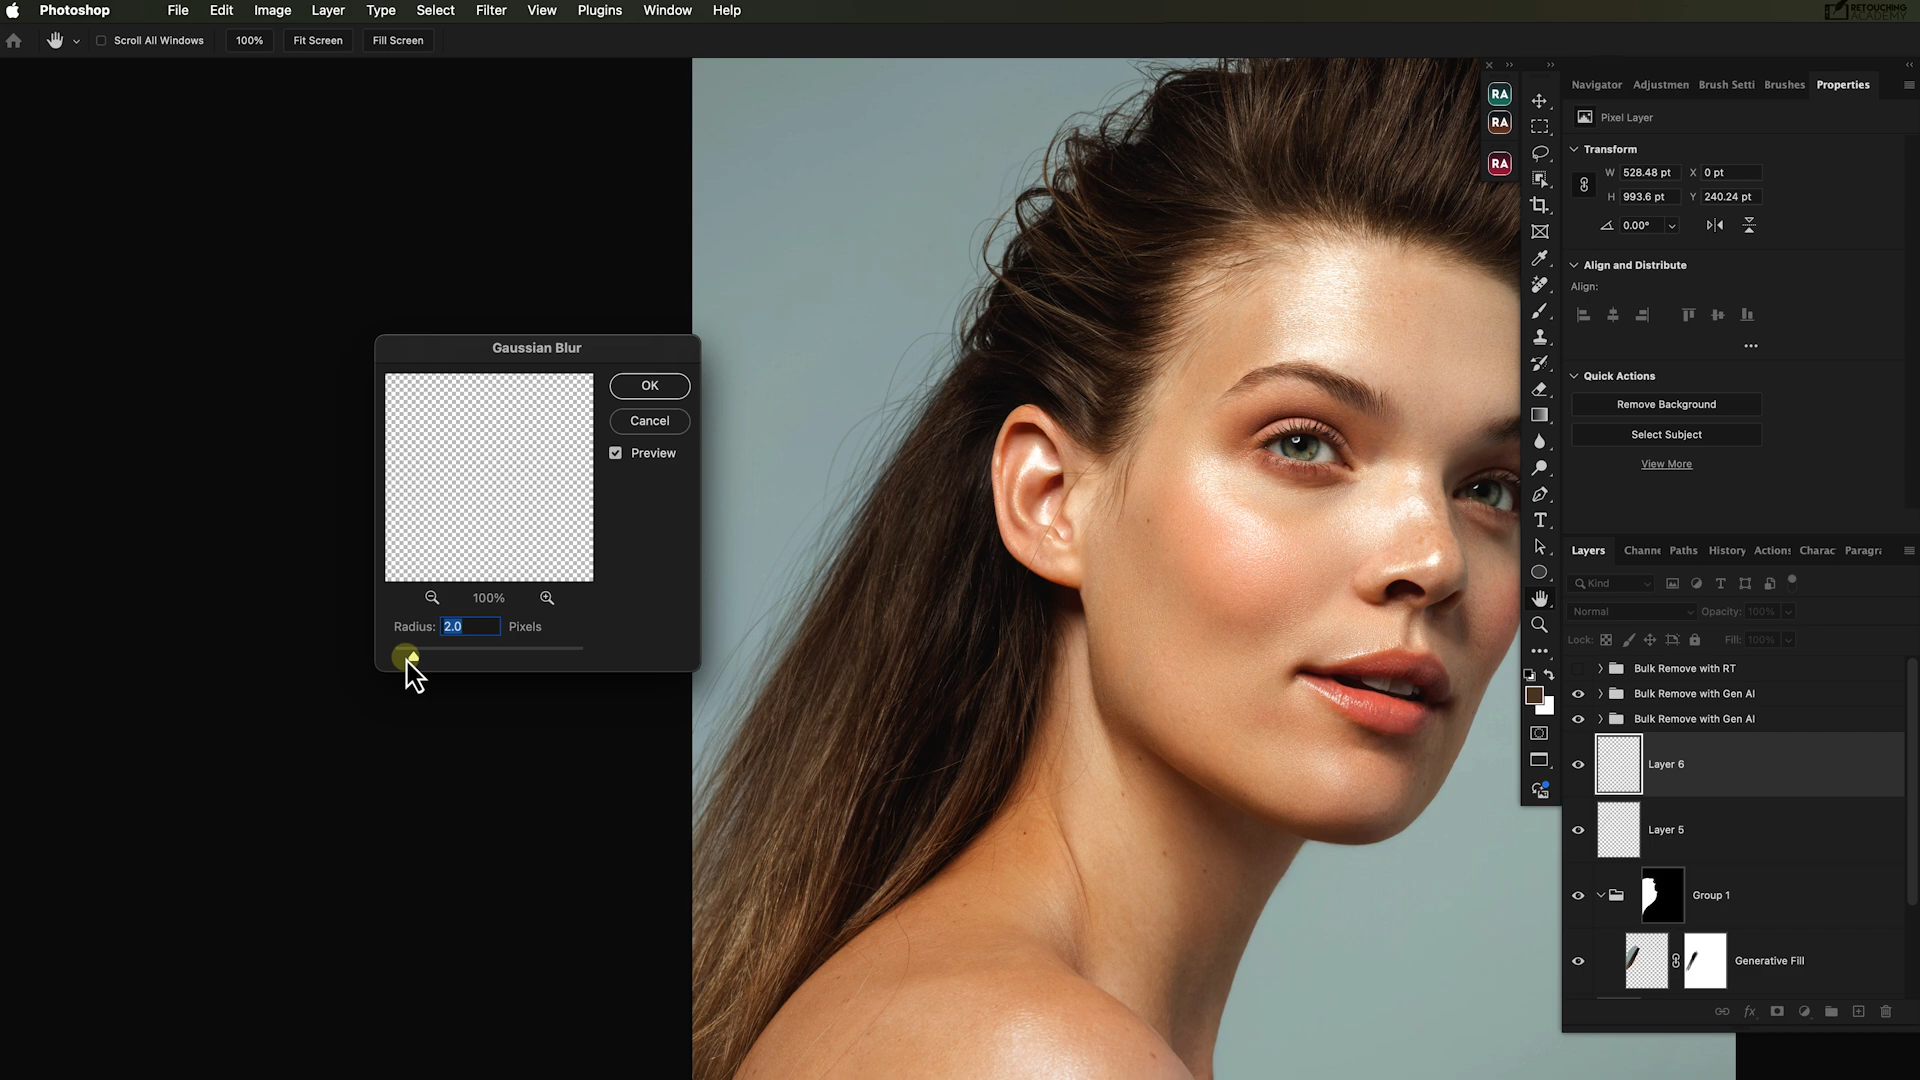 Photoshop File Edit Image Layer Type Select Filter View Plugins Window Help
RETOUCHING ACADEMY
Scroll All Windows 100% Fit Screen Fill Screen
Gaussian Blur
OK
Cancel
Preview
100%
Radius: 2.0 Pixels
RA
RA
RA
Navigator Adjustmen Brush Setti Brushes Properties
Pixel Layer
Transform
W 528.48 pt X 0 pt
H 993.6 pt Y 240.24 pt
0.00°
Align and Distribute
Align:
Quick Actions
Remove Background
Select Subject
View More
Layers Channe Paths History Actions Charac Paragra
Kind
Normal Opacity: 100%
Lock: Fill: 100%
Bulk Remove with RT
Bulk Remove with Gen AI
Bulk Remove with Gen AI
Layer 6
Layer 5
Group 1
Generative Fill
fx